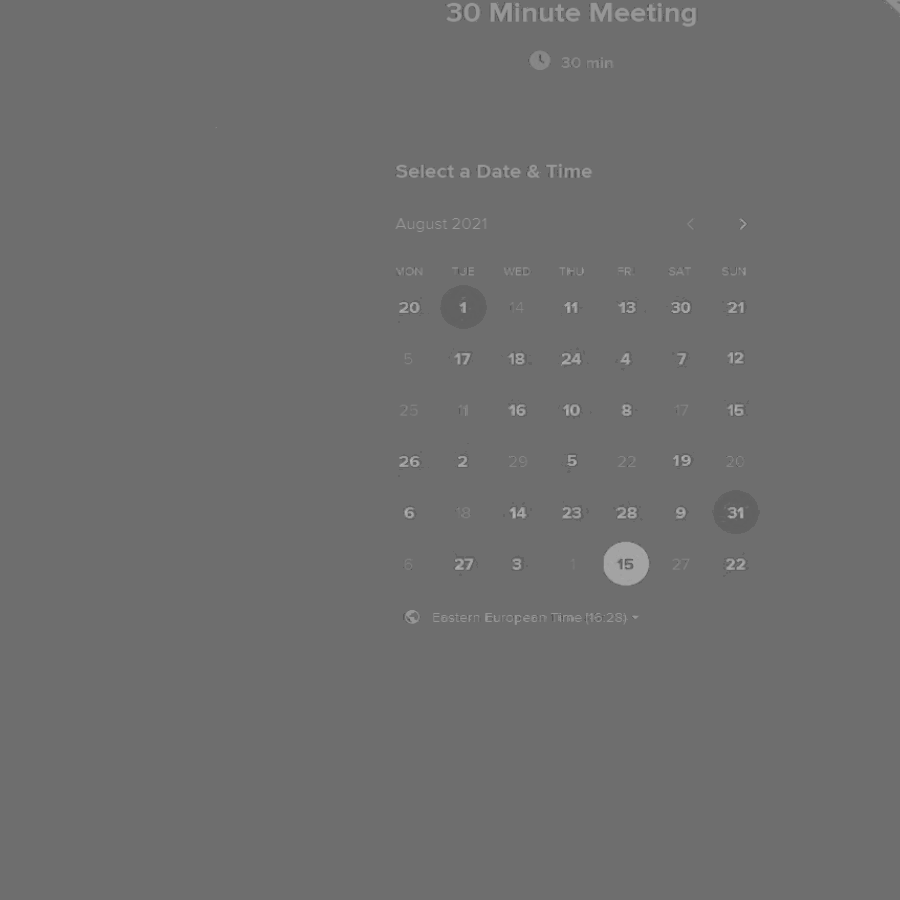 30 Minute Meeting
30 min
Select a Date & Time
August 2021
MON TUE WED THU FRI SAT SUN
20 1 14 11 13 30 21
5 17 18 24 4 7 12
25 11 16 10 8 17 15
26 2 29 5 22 19 20
6 18 14 23 28 9 31
27 3 1 15 27 22
Eastern European Time (16:28)